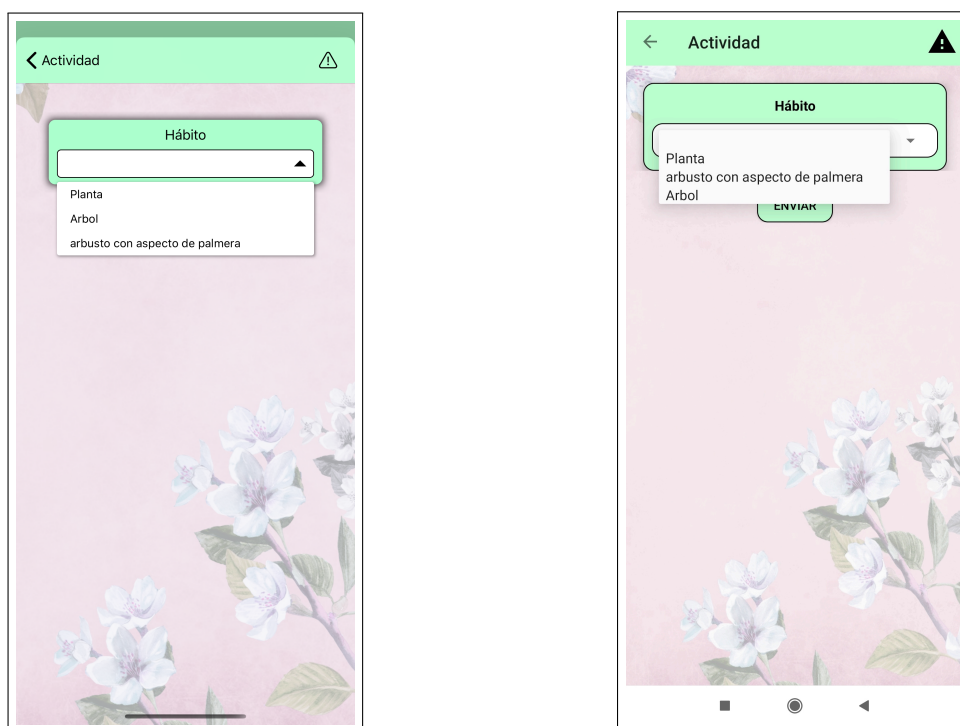 Actividad
Hábito
Planta
Arbol
arbusto con aspecto de palmera
Actividad
Hábito
Planta
arbusto con aspecto de palmera
Arbol
ENVIAR